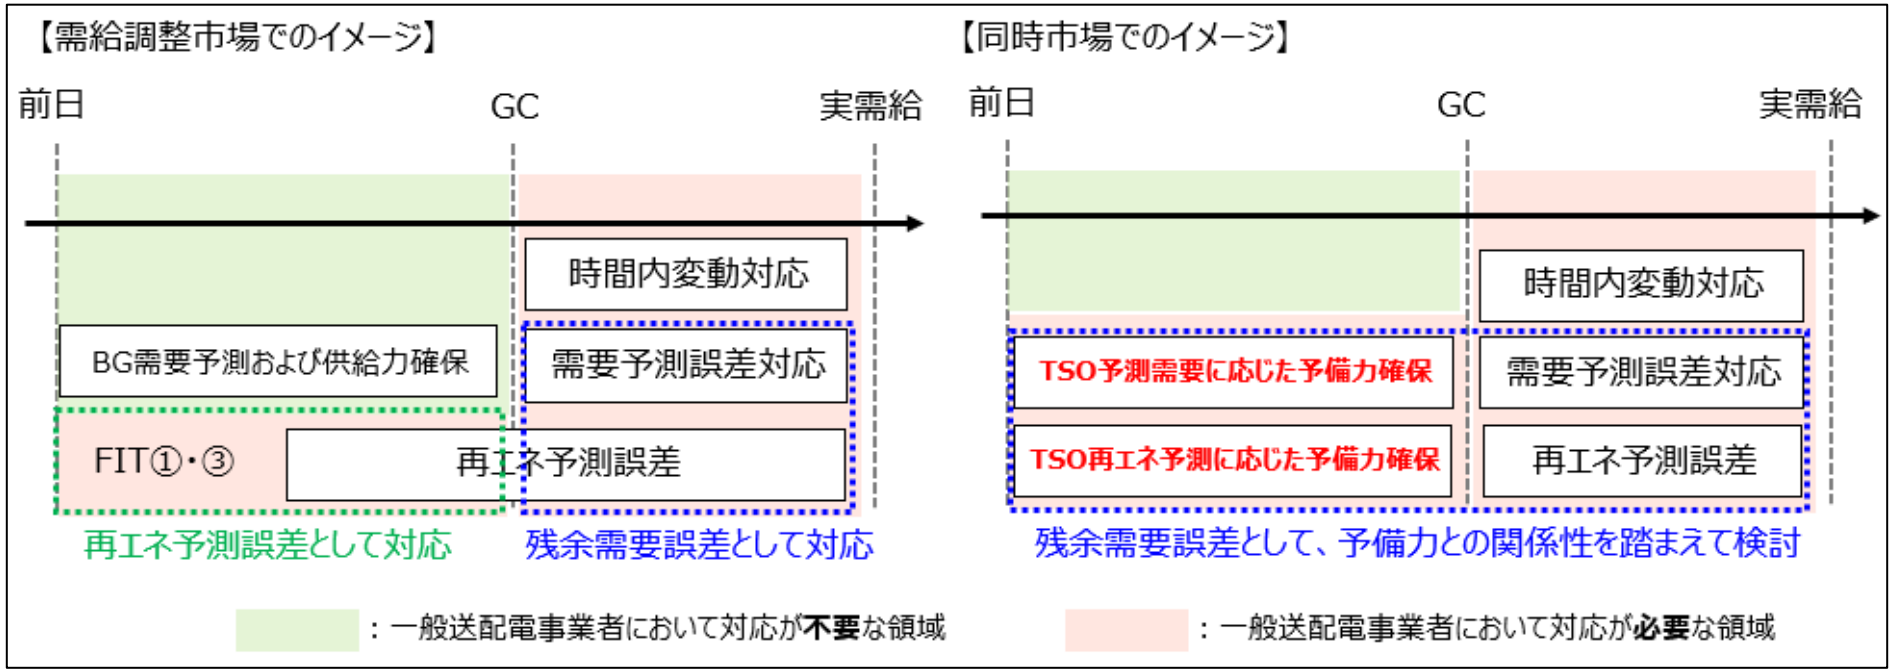 【需給調整市場でのイメージ】
前日
GC
実需給
時間内変動対応
BG需要予測および供給力確保
需要予測誤差対応
FIT①・③
再エネ予測誤差
再エネ予測誤差として対応
残余需要誤差として対応
【同時市場でのイメージ】
前日
GC
実需給
時間内変動対応
TSO予測需要に応じた予備力確保
需要予測誤差対応
TSO再エネ予測に応じた予備力確保
再エネ予測誤差
残余需要誤差として、予備力との関係性を踏まえて検討
：一般送配電事業者において対応が不要な領域
：一般送配電事業者において対応が必要な領域